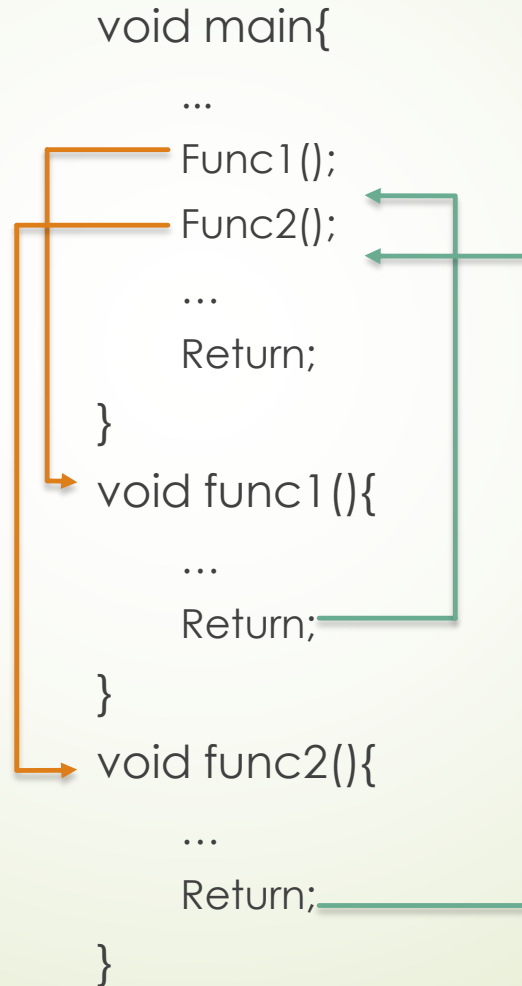 void main{
...
Func1();
Func2();
...
Return;
}
void func1(){
...
Return;
}
void func2(){
...
Return;
}